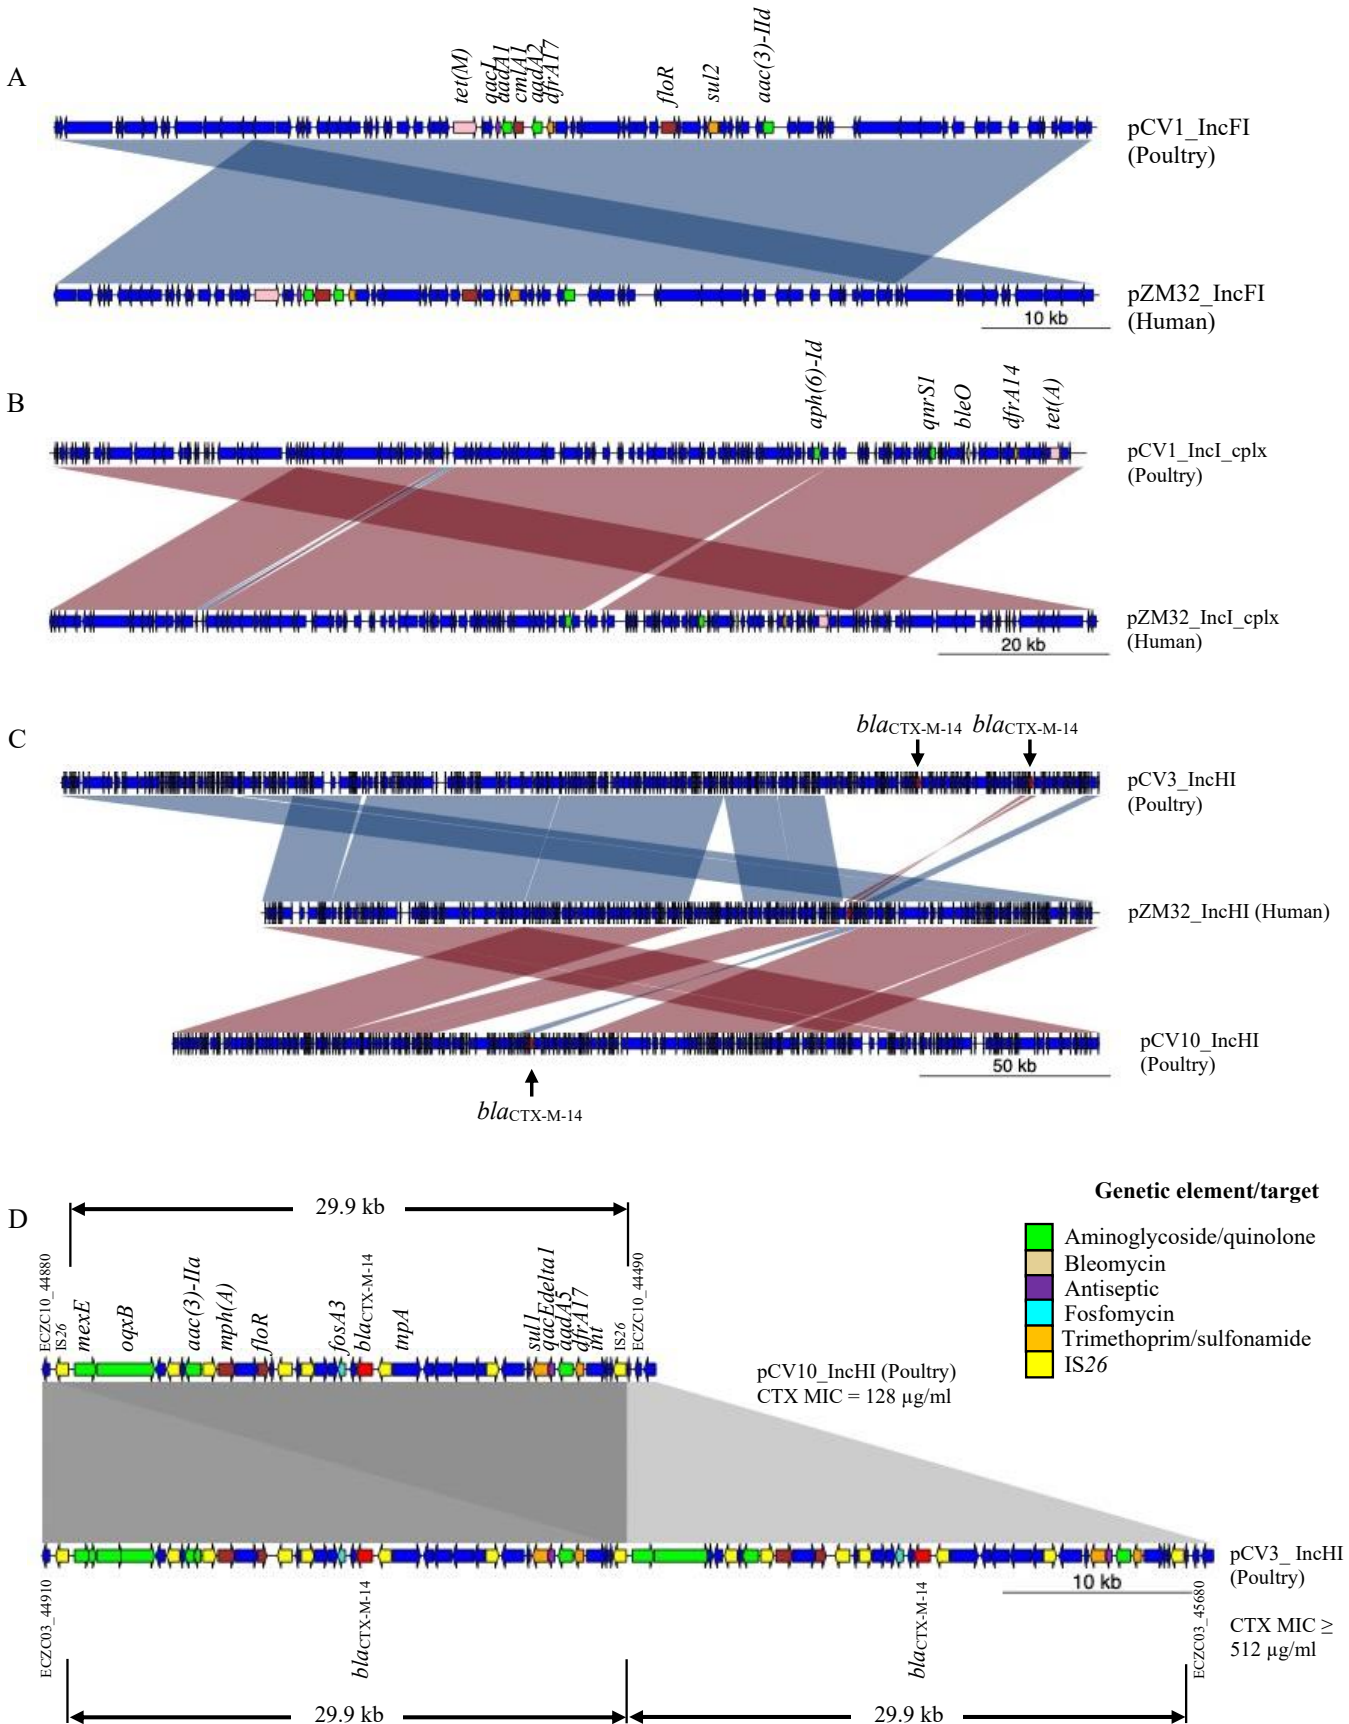 A
tet(M)
qacL
aadA1
cmlA1
aadA2
dfrA17
floR
sul2
aac(3)-IId
pCV1_IncFI
(Poultry)
pZM32_IncFI
(Human)
10 kb
B
aph(6)-Id
qnrS1
bleO
dfrA14
tet(A)
pCV1_IncI_cplx
(Poultry)
pZM32_IncI_cplx
(Human)
20 kb
C
blaCTX-M-14 blaCTX-M-14
pCV3_IncHI
(Poultry)
pZM32_IncHI (Human)
pCV10_IncHI
(Poultry)
50 kb
blaCTX-M-14
D
29.9 kb
ECZC10_44880
IS26
mexE
oqxB
aac(3)-IIa
mph(A)
floR
fosA3
blaCTX-M-14
tnpA
sul1
qacEdelta1
aadA5
dfrA17
int
IS26
ECZC10_44490
pCV10_IncHI (Poultry)
CTX MIC = 128 µg/ml
Genetic element/target
Aminoglycoside/quinolone
Bleomycin
Antiseptic
Fosfomycin
Trimethoprim/sulfonamide
IS26
pCV3_ IncHI
(Poultry)
10 kb
CTX MIC ≥
512 µg/ml
ECZC03_44910
blaCTX-M-14
blaCTX-M-14
ECZC03_45680
29.9 kb
29.9 kb